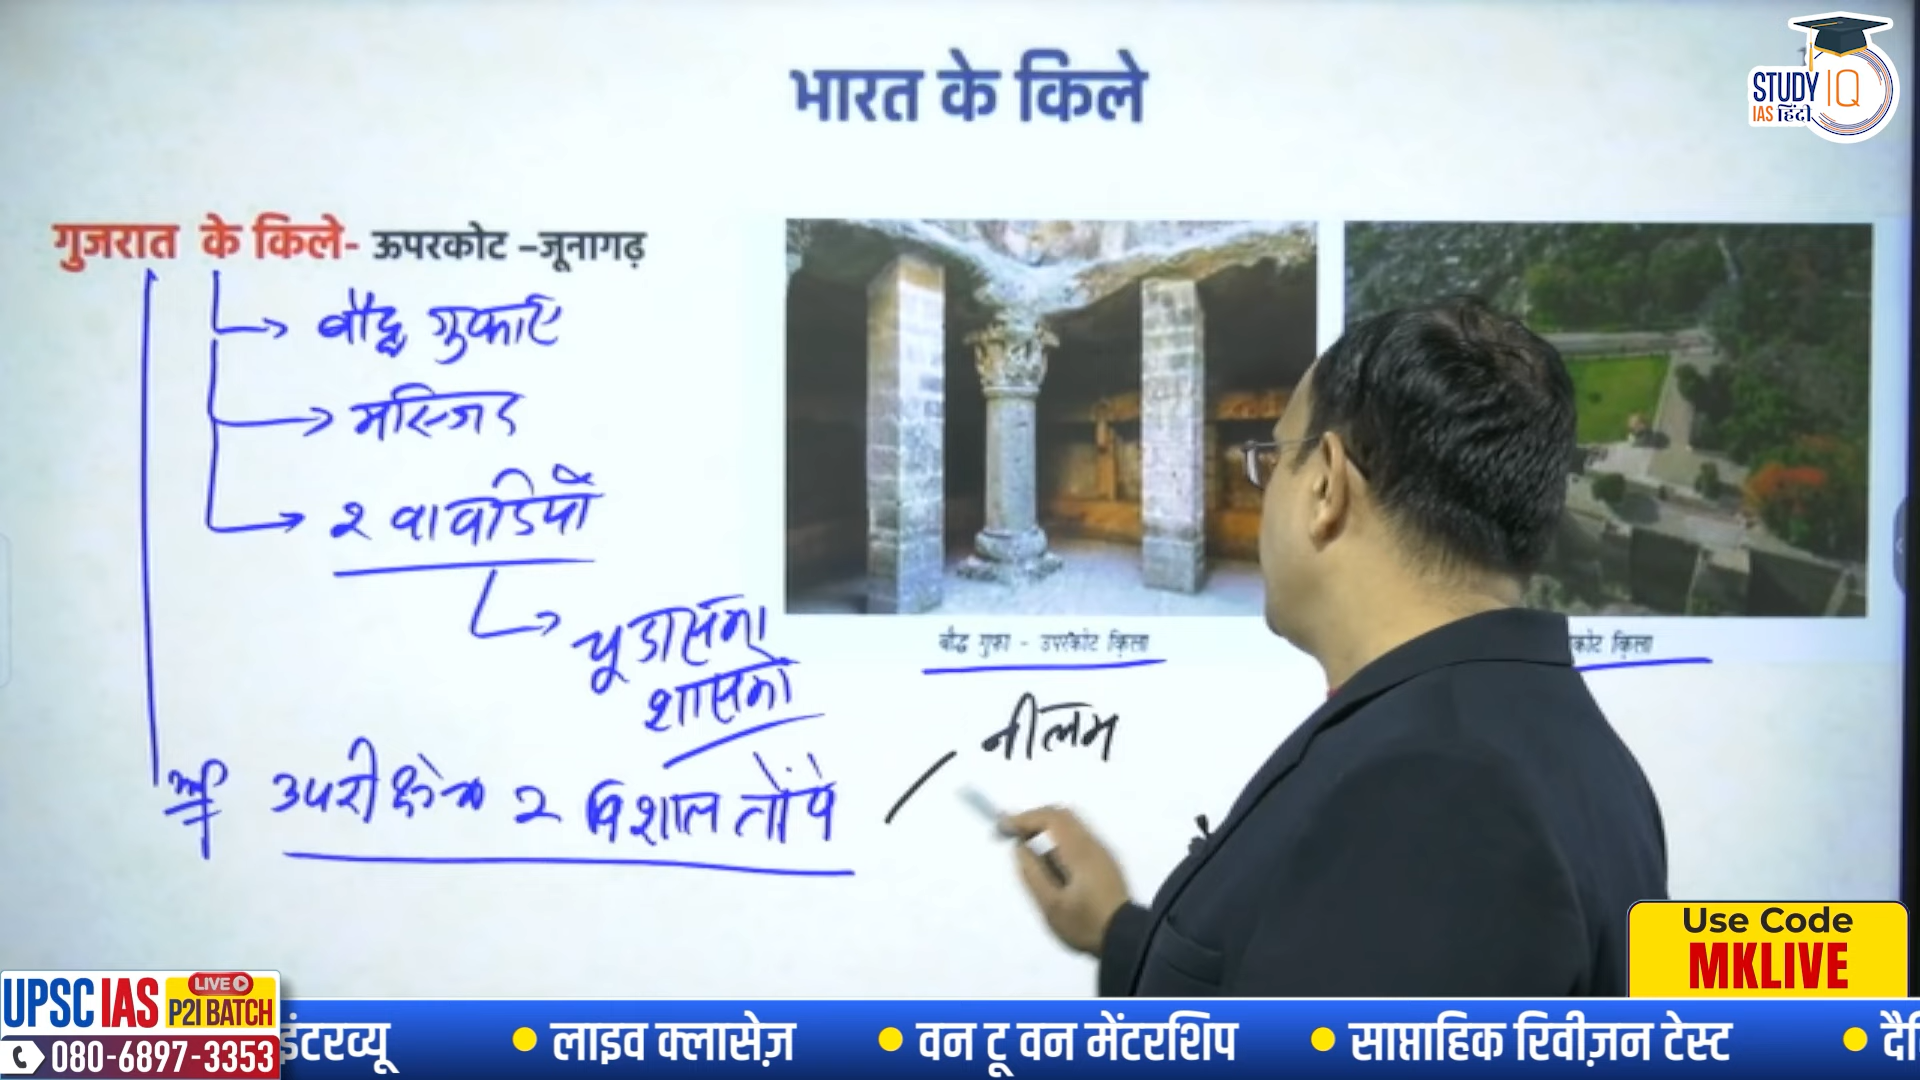 भारत के किले
STUDY IQ
IAS हिंदी
गुजरात के किले- ऊपरकोट –जूनागढ़
बौद्ध गुफाएँ
मस्जिद
२ वावडियाँ
चूडासमा
शासकों
उपरी क्षेत्र 2 विशाल तोंपे
बौद्ध गुफा - उपरकोट किला
कोट किला
नीलम
Use Code
MKLIVE
UPSC IAS LIVE P2I BATCH
080-6897-3353
इंटरव्यू • लाइव क्लासेज़ • वन टू वन मेंटरशिप • साप्ताहिक रिवीज़न टेस्ट • दै